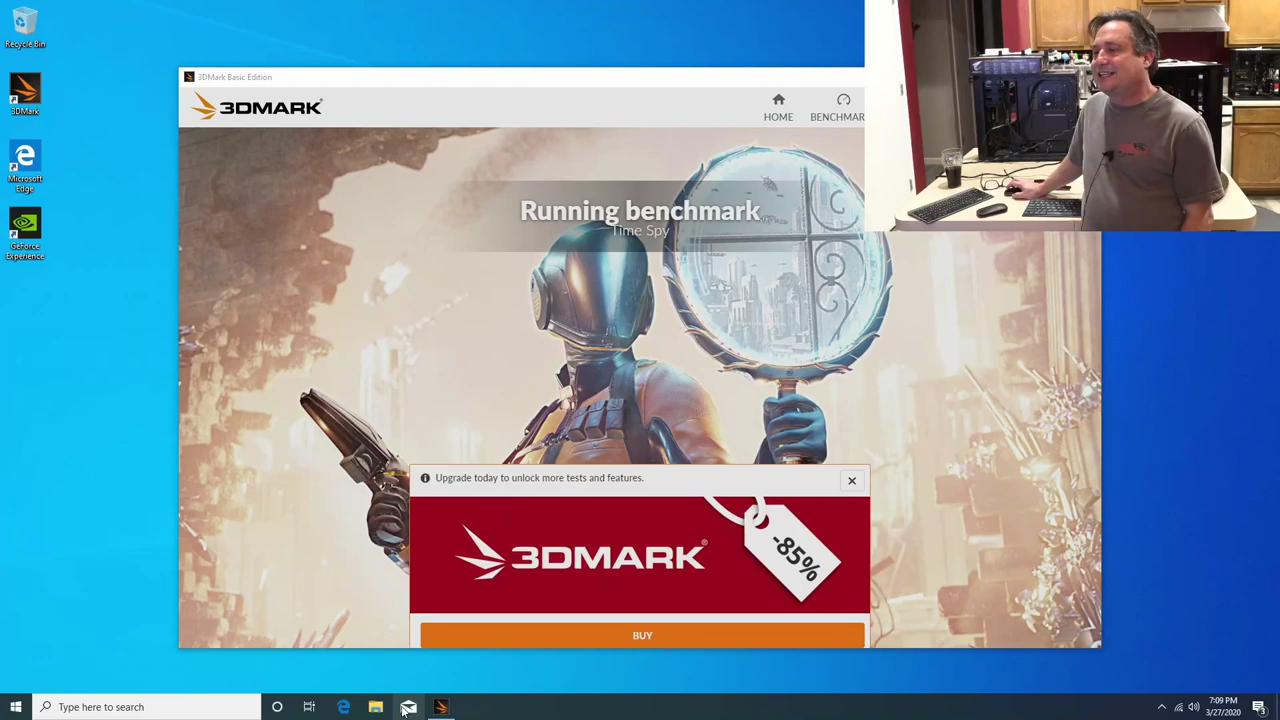 Recycle Bin
3DMark
Microsoft
Edge
GeForce
Experience
3DMark Basic Edition
3DMARK
HOME
BENCHMAR
Running benchmark
Time Spy
Upgrade today to unlock more tests and features.
3DMARK
-85%
BUY
Type here to search
7:09 PM
3/27/2020
3